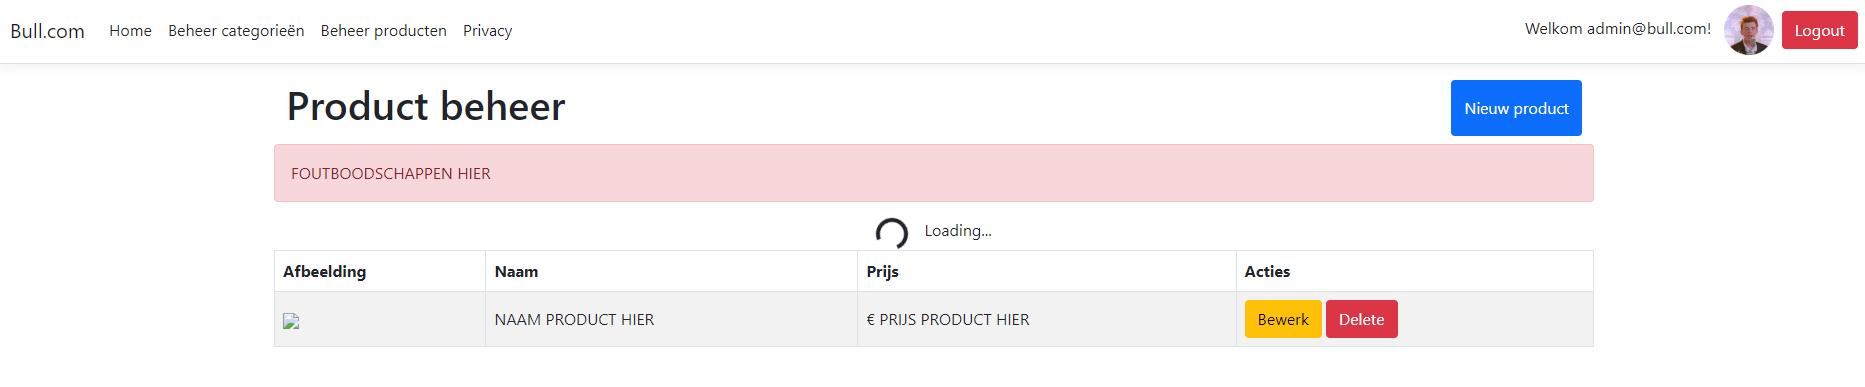 Bull.com Home Beheer categorieën Beheer producten Privacy Welkom admin@bull.com! Logout
Product beheer Nieuw product
FOUTBOODSCHAPPEN HIER
Loading...
Afbeelding Naam Prijs Acties
NAAM PRODUCT HIER € PRIJS PRODUCT HIER Bewerk Delete